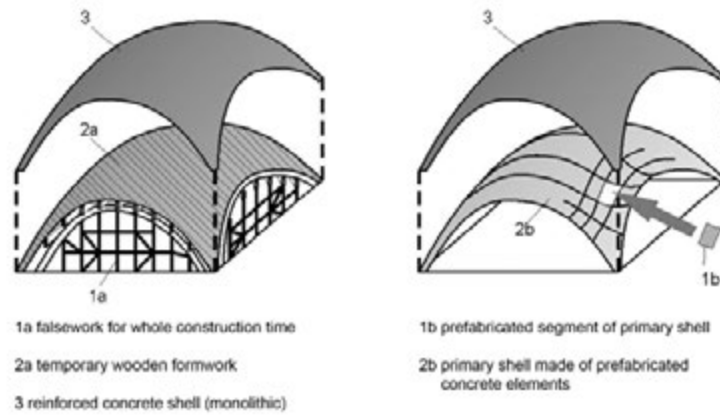 3
2a
1a
1a falsework for whole construction time
2a temporary wooden formwork
3 reinforced concrete shell (monolithic)
3
2b
1b
1b prefabricated segment of primary shell
2b primary shell made of prefabricated
concrete elements